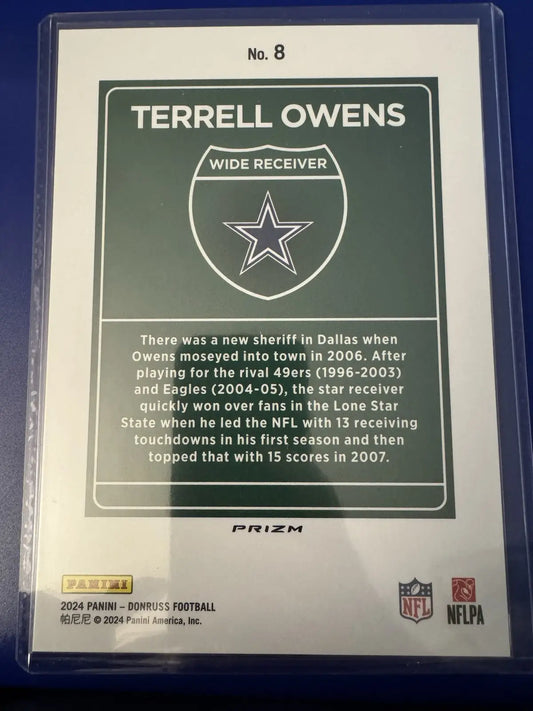 No. 8
TERRELL OWENS
WIDE RECEIVER
There was a new sheriff in Dallas when
Owens moseyed into town in 2006. After
playing for the rival 49ers (1996-2003)
and Eagles (2004-05), the star receiver
quickly won over fans in the Lone Star
State when he led the NFL with 13 receiving
touchdowns in his first season and then
topped that with 15 scores in 2007.
PRIZM
PANINI
2024 PANINI – DONRUSS FOOTBALL
帕尼尼 © 2024 Panini America, Inc.
NFL
NFLPA